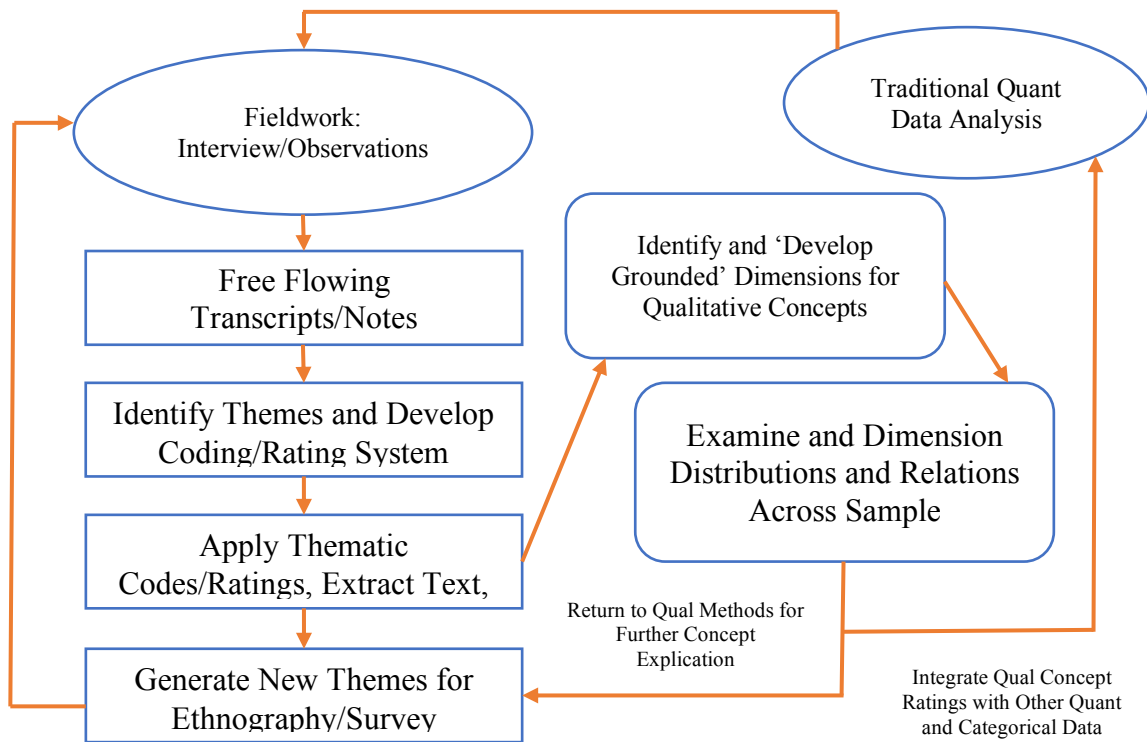 Fieldwork:
Interview/Observations
Traditional Quant
Data Analysis
Free Flowing
Transcripts/Notes
Identify and ‘Develop
Grounded’ Dimensions for
Qualitative Concepts
Identify Themes and Develop
Coding/Rating System
Examine and Dimension
Distributions and Relations
Across Sample
Apply Thematic
Codes/Ratings, Extract Text,
Return to Qual Methods for
Further Concept
Explication
Generate New Themes for
Ethnography/Survey
Integrate Qual Concept
Ratings with Other Quant
and Categorical Data